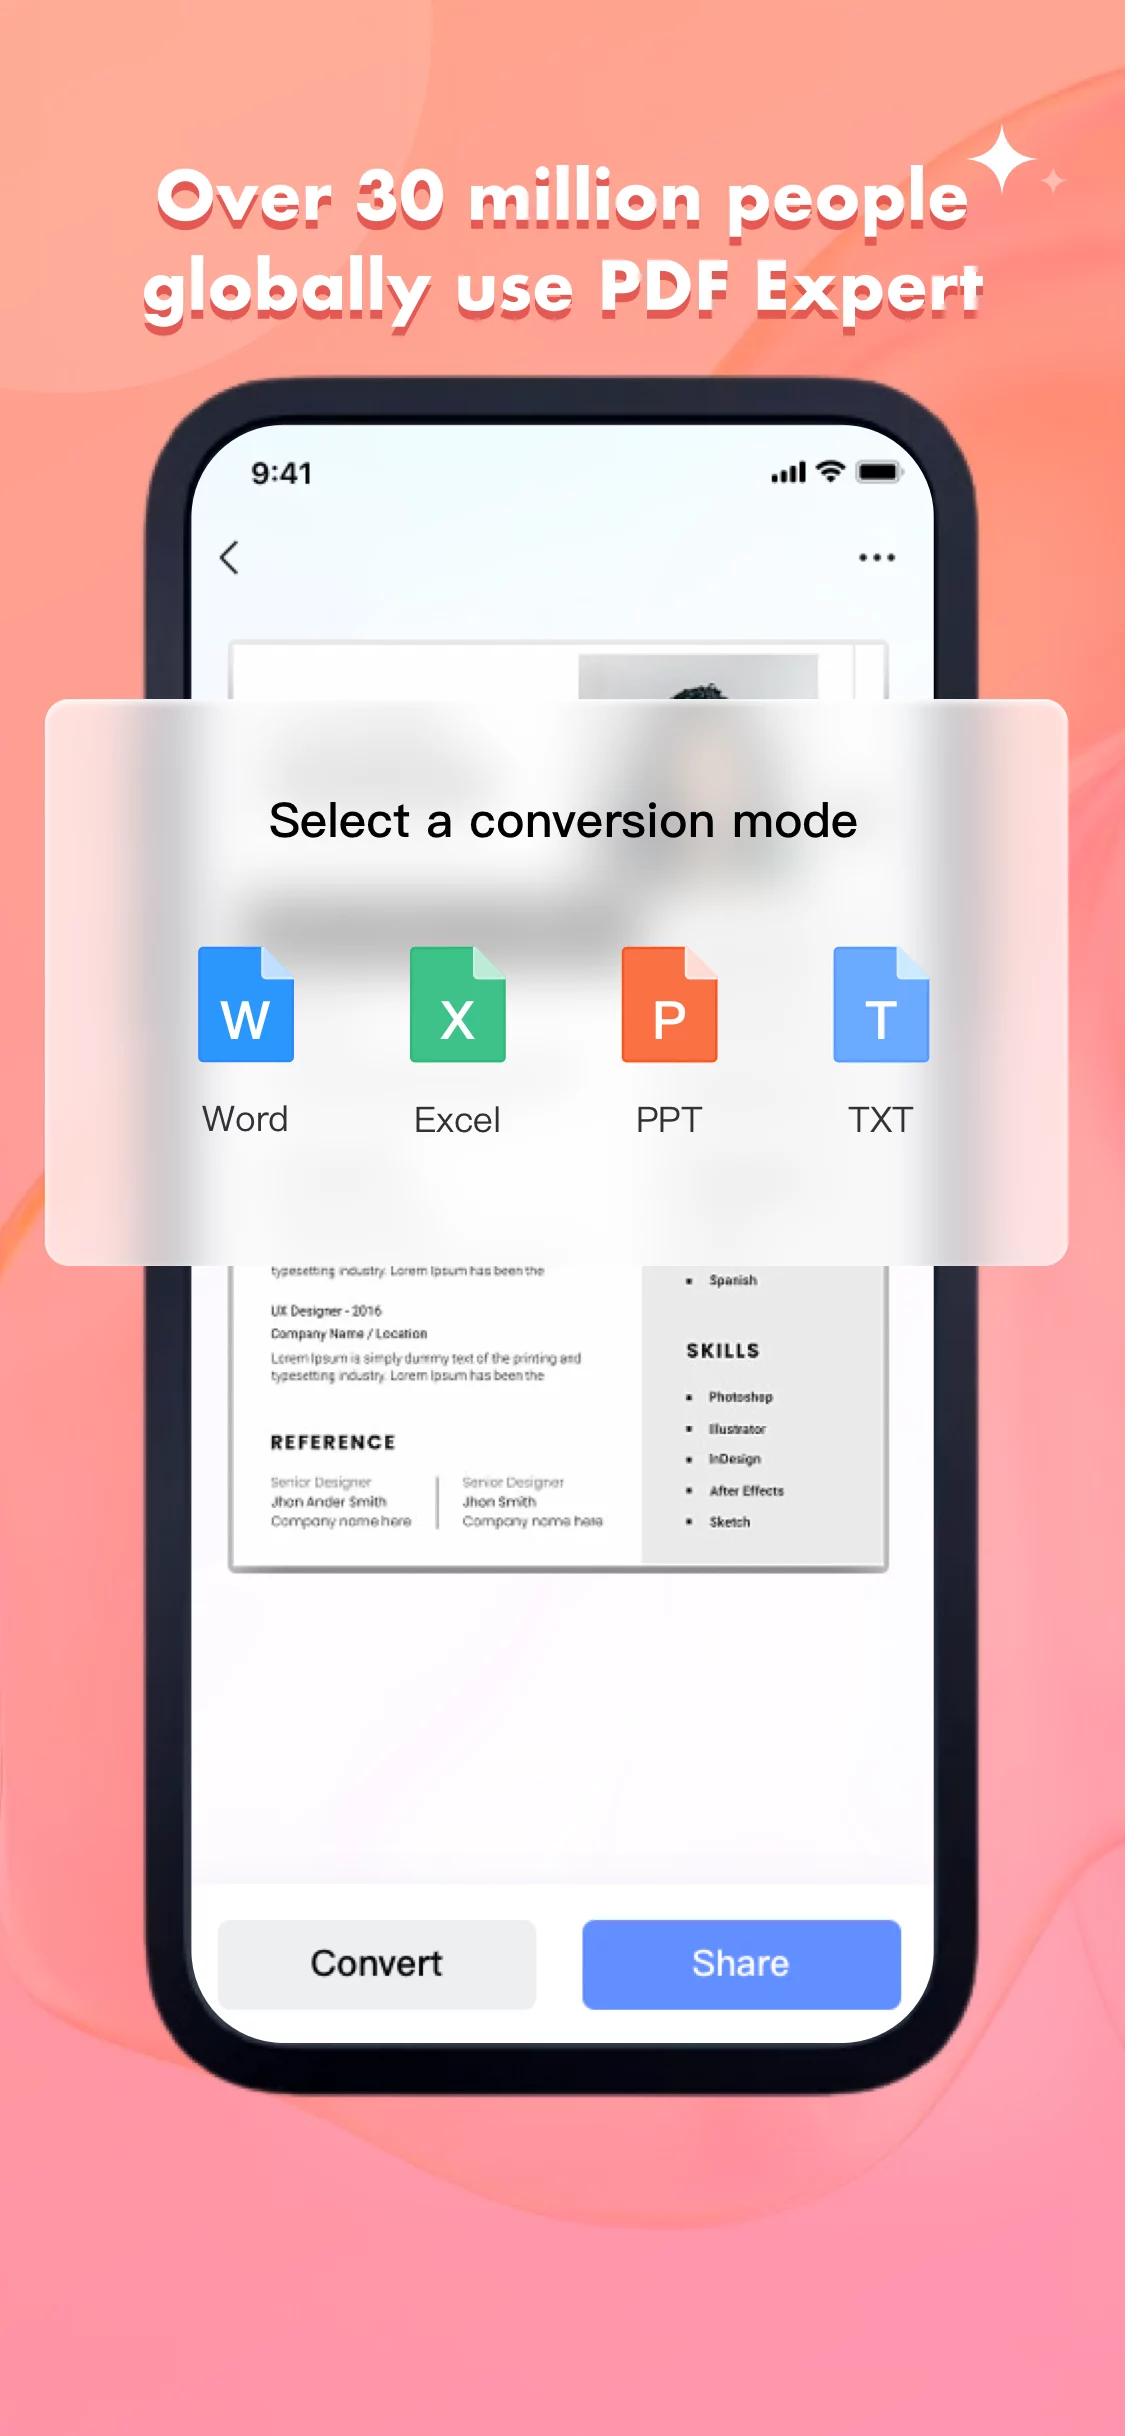 Over 30 million people
globally use PDF Expert
9:41
Select a conversion mode
W
X
P
T
Word
Excel
PPT
TXT
typesetting industry. Lorem Ipsum has been the
UX Designer - 2016
Company Name / Location
Lorem Ipsum is simply dummy text of the printing and
typesetting industry. Lorem Ipsum has been the
REFERENCE
Senior Designer
Jhon Ander Smith
Company name here
Senior Designer
Jhon Smith
Company name here
Spanish
SKILLS
Photoshop
Illustrator
InDesign
After Effects
Sketch
Convert
Share